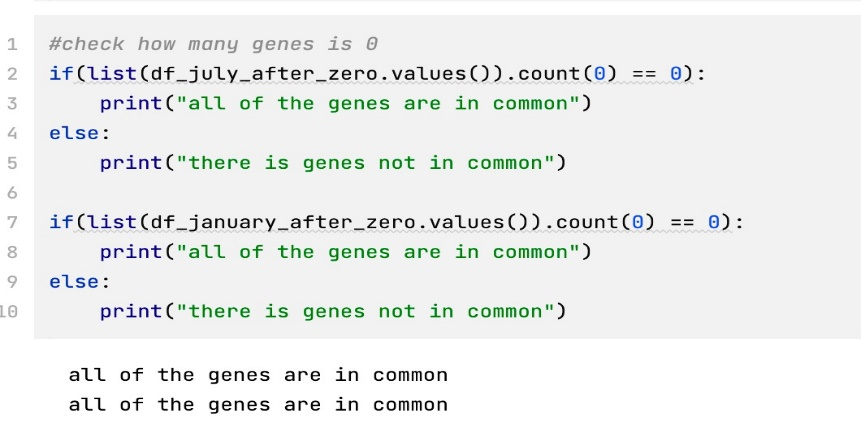 1 #check how many genes is 0
2 if(list(df_july_after_zero.values()).count(0) == 0):
3     print("all of the genes are in common")
4 else:
5     print("there is genes not in common")
6
7 if(list(df_january_after_zero.values()).count(0) == 0):
8     print("all of the genes are in common")
9 else:
10     print("there is genes not in common")
all of the genes are in common
all of the genes are in common